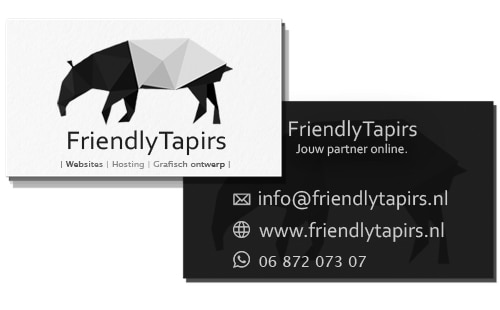 FriendlyTapirs
| Websites | Hosting | Grafisch ontwerp |
FriendlyTapirs
Jouw partner online.
info@friendlytapirs.nl
www.friendlytapirs.nl
06 872 073 07